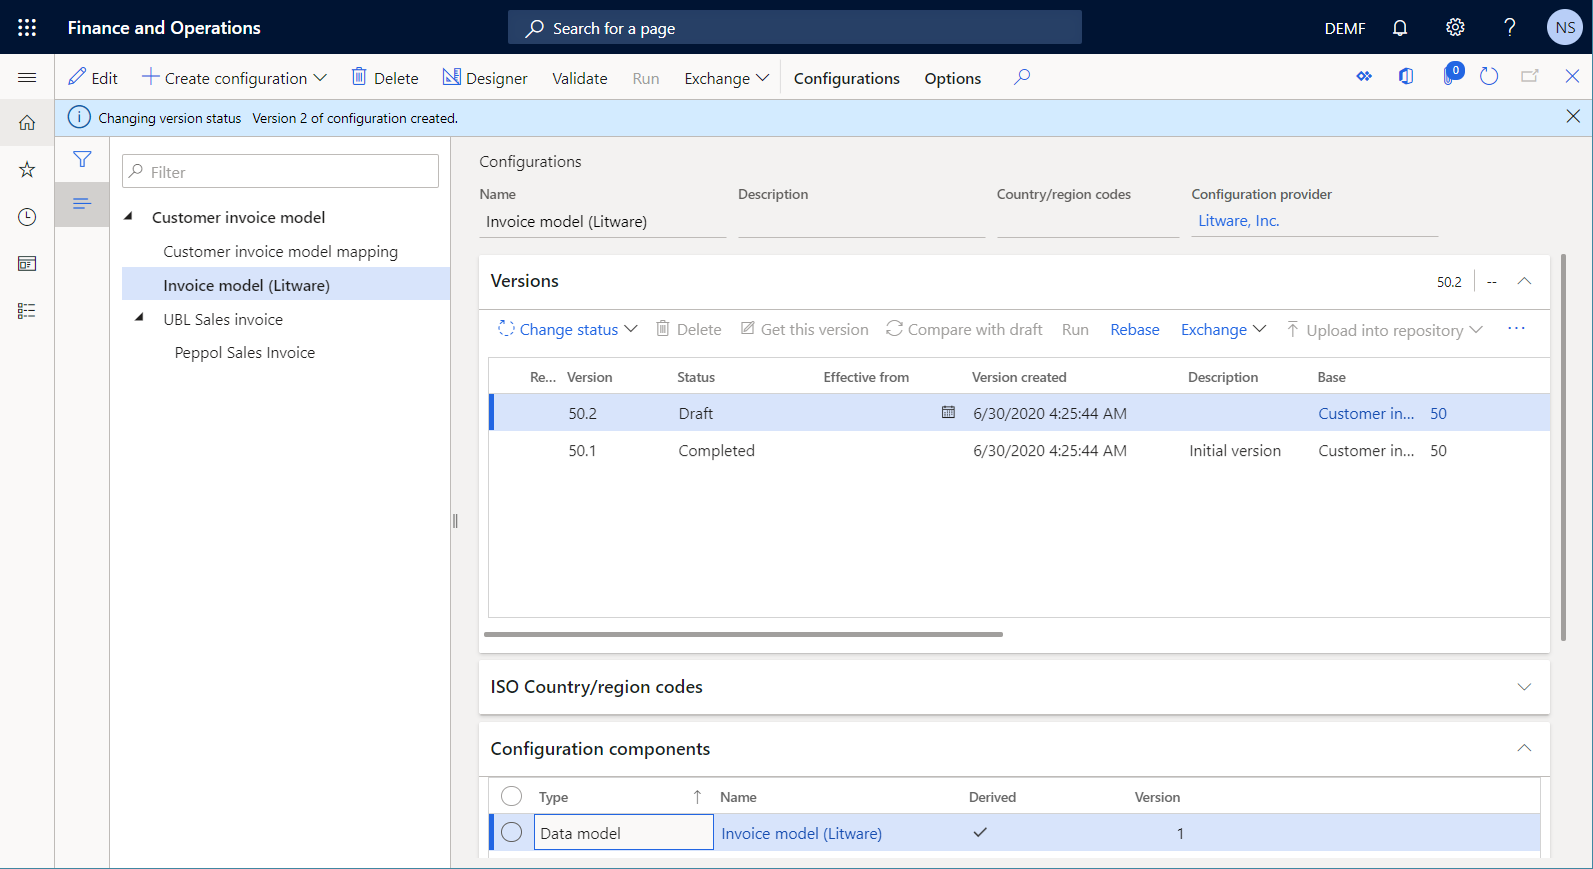 Finance and Operations
Search for a page
DEMF
NS
Edit
Create configuration
Delete
Designer
Validate
Run
Exchange
Configurations
Options
0
Changing version status Version 2 of configuration created.
Filter
Customer invoice model
Customer invoice model mapping
Invoice model (Litware)
UBL Sales invoice
Peppol Sales Invoice
Configurations
Name Description Country/region codes Configuration provider
Invoice model (Litware) Litware, Inc.
Versions 50.2 --
Change status Delete Get this version Compare with draft Run Rebase Exchange Upload into repository ...
Re... Version Status Effective from Version created Description Base
50.2 Draft 6/30/2020 4:25:44 AM Customer in... 50
50.1 Completed 6/30/2020 4:25:44 AM Initial version Customer in... 50
ISO Country/region codes
Configuration components
Type Name Derived Version
Data model Invoice model (Litware) 1